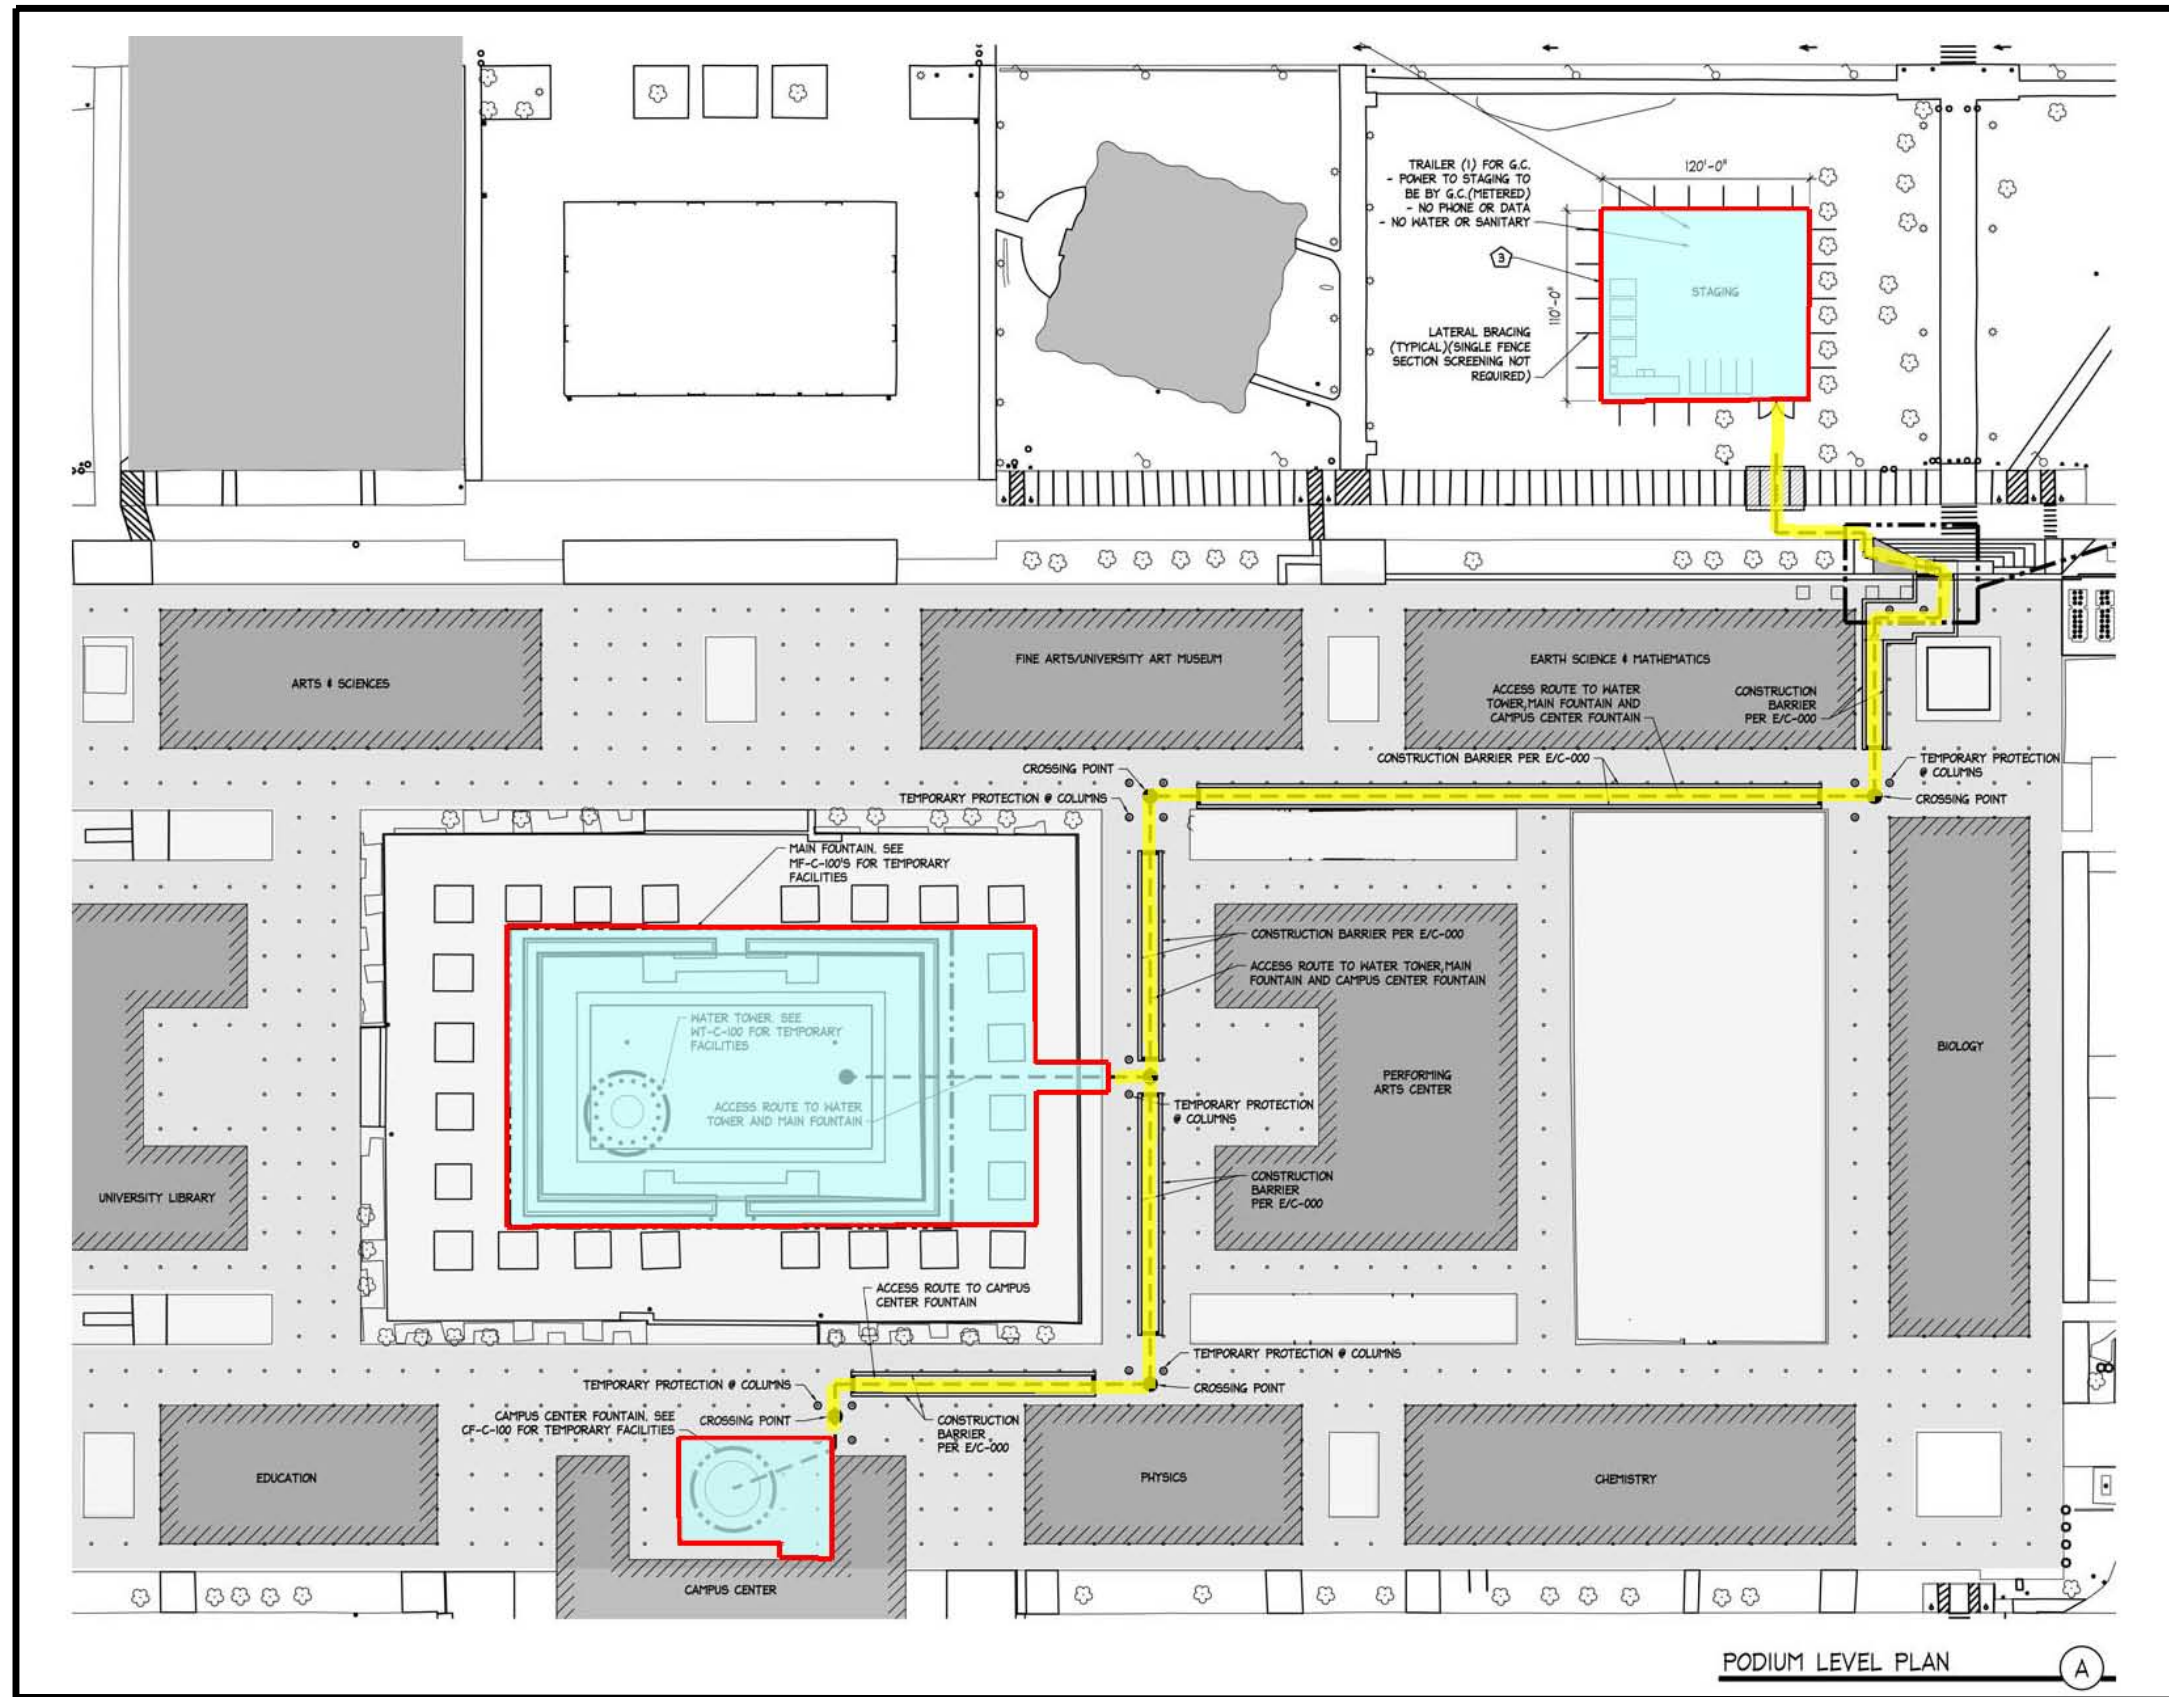 TRAILER (1) FOR G.C.
- POWER TO STAGING TO
BE BY G.C.(METERED)
- NO PHONE OR DATA
- NO WATER OR SANITARY
120'-0"
3
110'-0"
STAGING
LATERAL BRACING
(TYPICAL)(SINGLE FENCE
SECTION SCREENING NOT
REQUIRED)
ARTS & SCIENCES
FINE ARTS/UNIVERSITY ART MUSEUM
EARTH SCIENCE & MATHEMATICS
ACCESS ROUTE TO WATER
TOWER,MAIN FOUNTAIN AND
CAMPUS CENTER FOUNTAIN
CONSTRUCTION
BARRIER
PER E/C-000
CONSTRUCTION BARRIER PER E/C-000
CROSSING POINT
TEMPORARY PROTECTION @ COLUMNS
TEMPORARY PROTECTION
@ COLUMNS
CROSSING POINT
MAIN FOUNTAIN. SEE
MF-C-100'S FOR TEMPORARY
FACILITIES
CONSTRUCTION BARRIER PER E/C-000
ACCESS ROUTE TO WATER TOWER,MAIN
FOUNTAIN AND CAMPUS CENTER FOUNTAIN
WATER TOWER. SEE
WT-C-100 FOR TEMPORARY
FACILITIES
BIOLOGY
PERFORMING
ARTS CENTER
ACCESS ROUTE TO WATER
TOWER AND MAIN FOUNTAIN
TEMPORARY PROTECTION
@ COLUMNS
CONSTRUCTION
BARRIER
PER E/C-000
UNIVERSITY LIBRARY
ACCESS ROUTE TO CAMPUS
CENTER FOUNTAIN
TEMPORARY PROTECTION @ COLUMNS
TEMPORARY PROTECTION @ COLUMNS
CROSSING POINT
CAMPUS CENTER FOUNTAIN. SEE
CF-C-100 FOR TEMPORARY FACILITIES
CROSSING POINT
CONSTRUCTION
BARRIER
PER E/C-000
EDUCATION
PHYSICS
CHEMISTRY
CAMPUS CENTER
PODIUM LEVEL PLAN
A